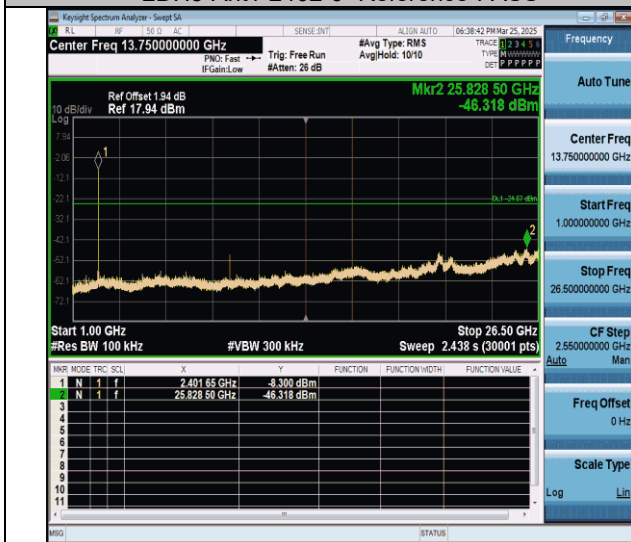 Keysight Spectrum Analyzer - Swept SA
RL RF 50 Ω AC SENSE:INT ALIGN AUTO 06:38:42 PM Mar 25, 2025
Center Freq 13.750000000 GHz
#Avg Type: RMS
TRACE 1 2 3 4 5 6
PNO: Fast Trig: Free Run Avg|Hold: 10/10
TYPE M W W W W W
IFGain:Low #Atten: 26 dB
DET P P P P P P
Frequency
Auto Tune
Center Freq
13.750000000 GHz
Start Freq
1.000000000 GHz
Stop Freq
26.500000000 GHz
CF Step
2.550000000 GHz
Auto Man
Freq Offset
0 Hz
Scale Type
Log Lin
Mkr2 25.828 50 GHz
-46.318 dBm
Ref Offset 1.94 dB
10 dB/div Ref 17.94 dBm
Log
7.94
-2.06
-12.1
-22.1
-32.1
-42.1
-52.1
-62.1
-72.1
1
DL1 -24.67 dBm
2
Start 1.00 GHz Stop 26.50 GHz
#Res BW 100 kHz #VBW 300 kHz Sweep 2.438 s (30001 pts)
MKR MODE TRC SCL X Y FUNCTION FUNCTION WIDTH FUNCTION VALUE
1 N 1 f 2.401 65 GHz -8.300 dBm
2 N 1 f 25.828 50 GHz -46.318 dBm
3
4
5
6
7
8
9
10
11
MSG STATUS